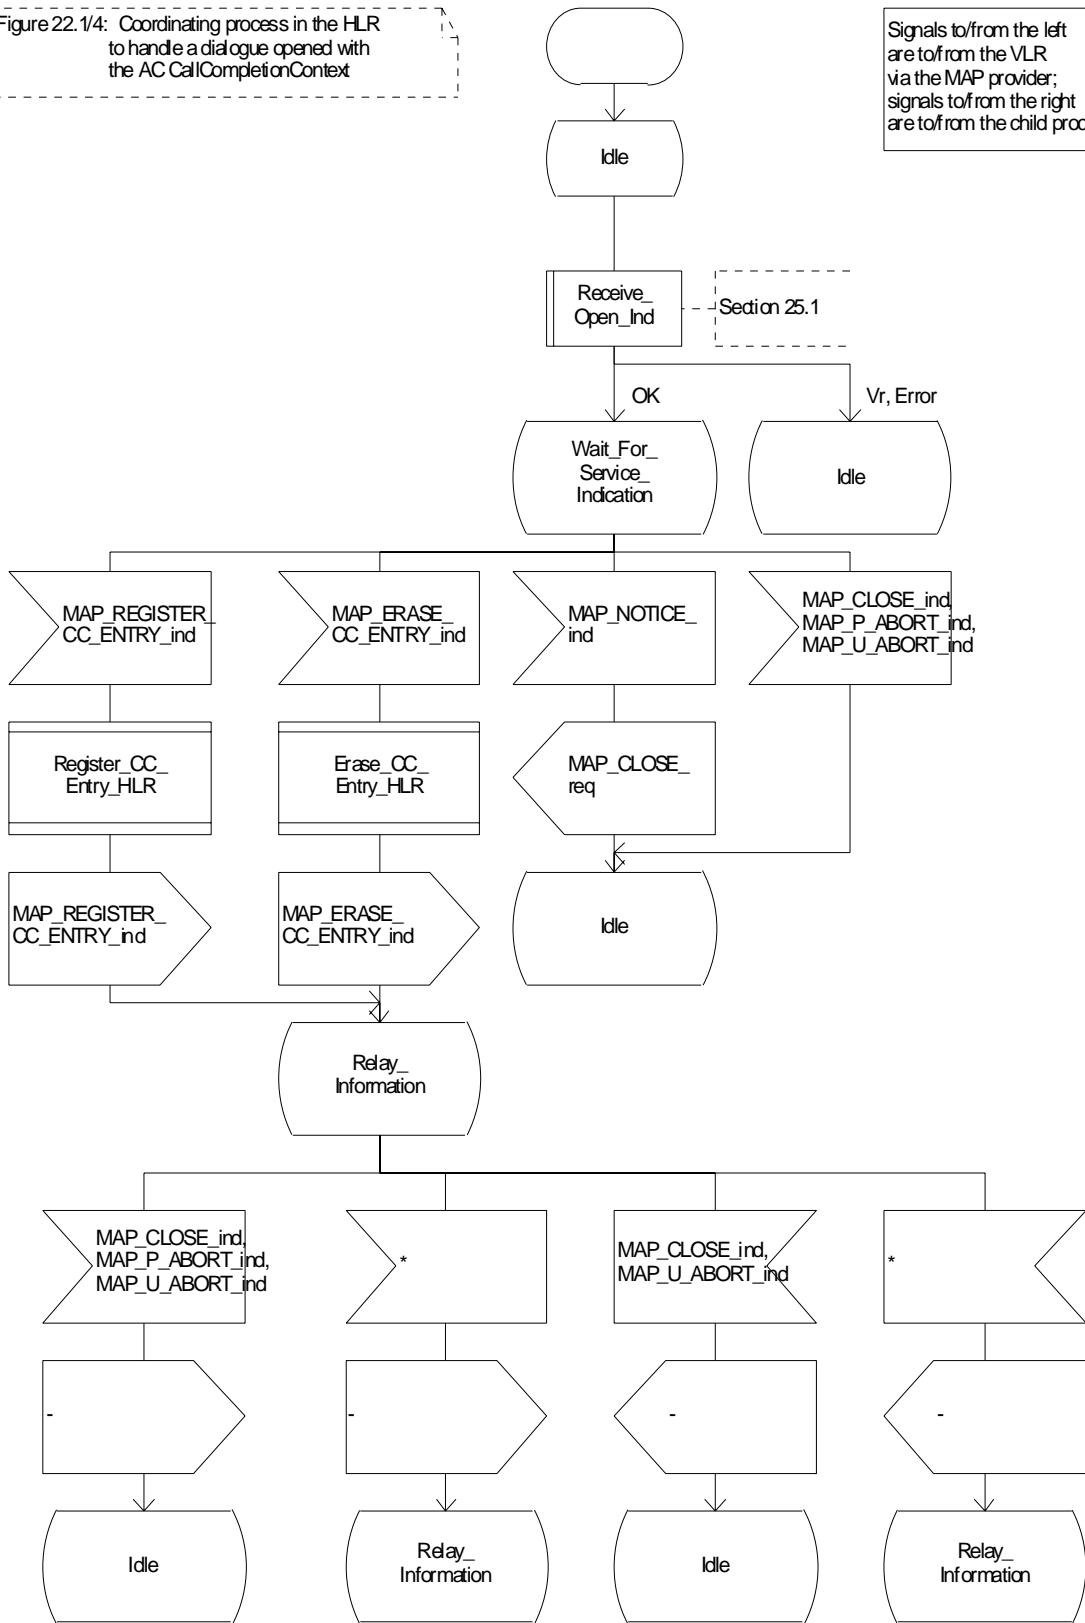 Figure 22.1/4: Coordinating process in the HLR
to handle a dialogue opened with
the AC CallCompletionContext
Signals to/from the left
are to/from the VLR
via the MAP provider;
signals to/from the right
are to/from the child
Idle
Receive_
Open_Ind
Section 25.1
OK
Vr, Error
Wait_For_
Service_
Indication
Idle
MAP_REGISTER_
CC_ENTRY_ind
MAP_ERASE_
CC_ENTRY_ind
MAP_NOTICE_
ind
MAP_CLOSE_ind,
MAP_P_ABORT_ind,
MAP_U_ABORT_ind
Register_CC_
Entry_HLR
Erase_CC_
Entry_HLR
MAP_CLOSE_
req
MAP_REGISTER_
CC_ENTRY_ind
MAP_ERASE_
CC_ENTRY_ind
Idle
Relay_
Information
MAP_CLOSE_ind,
MAP_P_ABORT_ind,
MAP_U_ABORT_ind
*
MAP_CLOSE_ind,
MAP_U_ABORT_ind
*
-
-
-
-
Idle
Relay_
Information
Idle
Relay_
Information